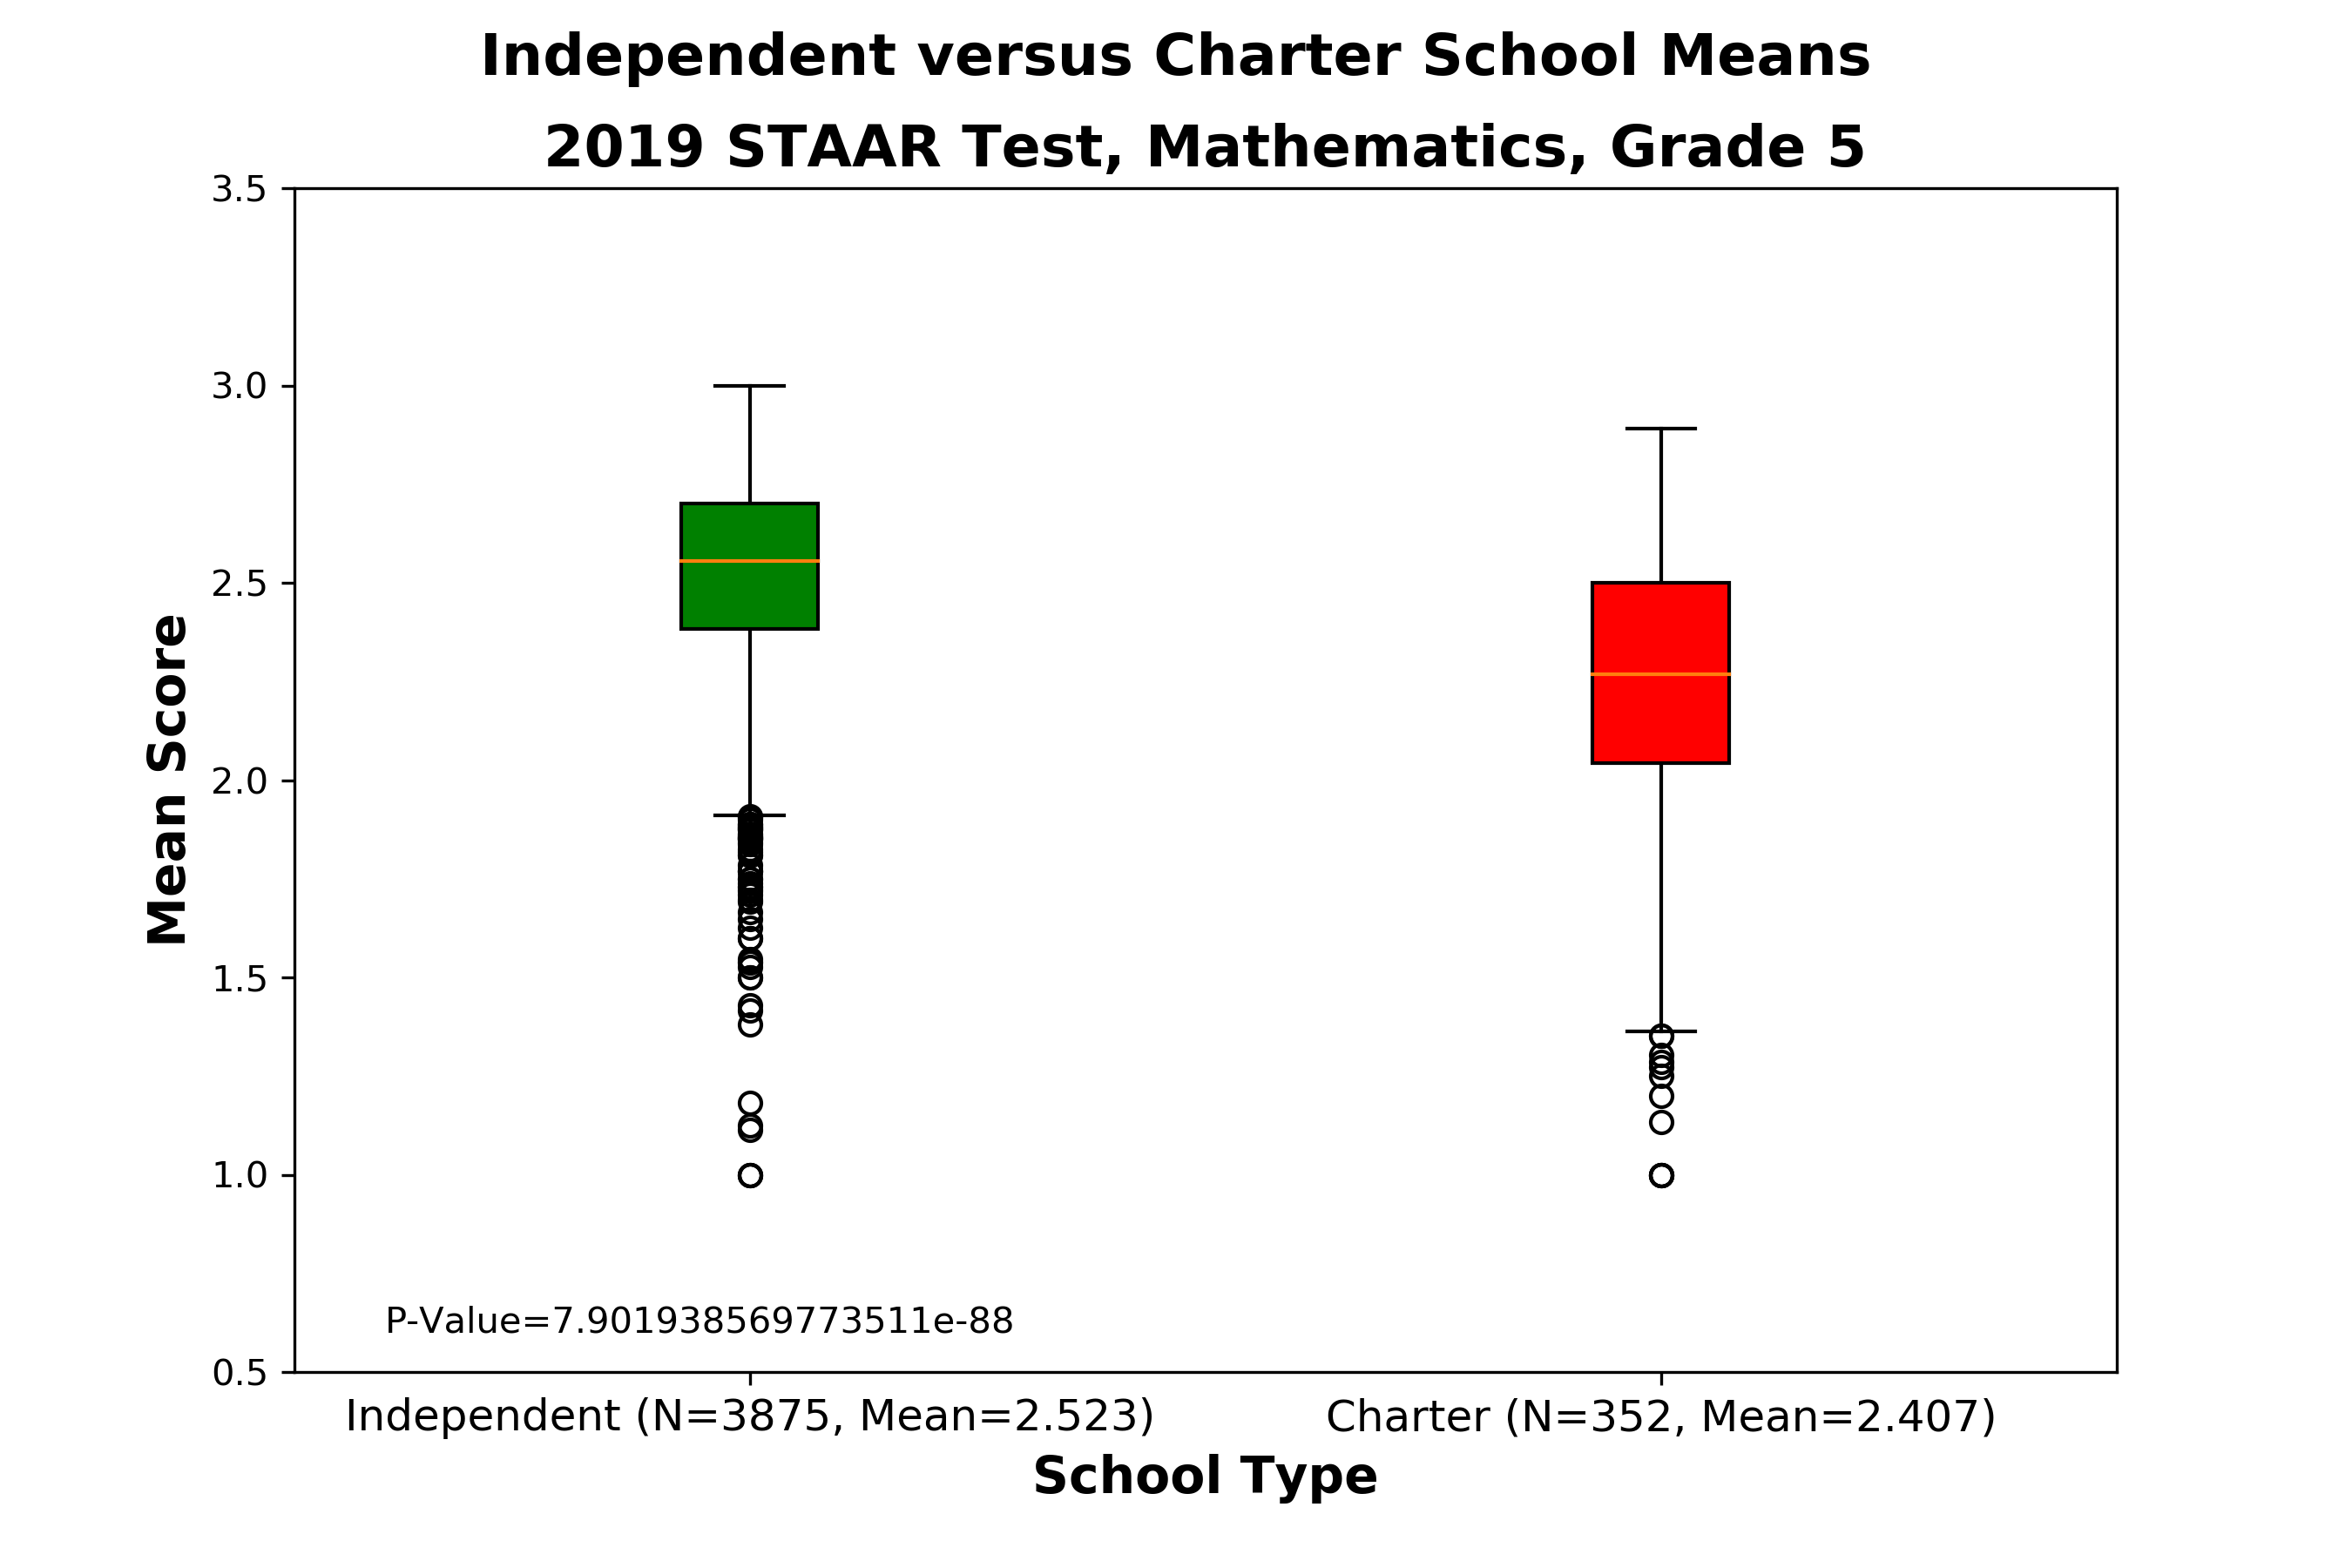 Independent versus Charter School Means
2019 STAAR Test, Mathematics, Grade 5
3.5
3.0
2.5
2.0
1.5
1.0
0.5
Mean Score
P-Value=7.901938569773511e-88
Independent (N=3875, Mean=2.523)
Charter (N=352, Mean=2.407)
School Type